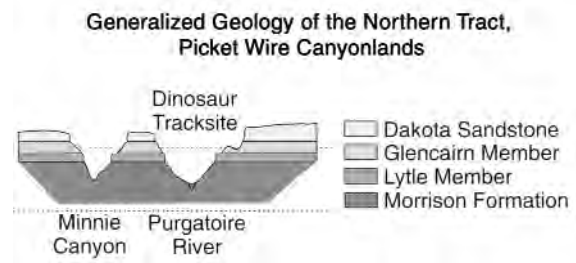 Generalized Geology of the Northern Tract,
Picket Wire Canyonlands
Dinosaur
Tracksite
Dakota Sandstone
Glencairn Member
Lytle Member
Morrison Formation
Minnie
Canyon
Purgatoire
River